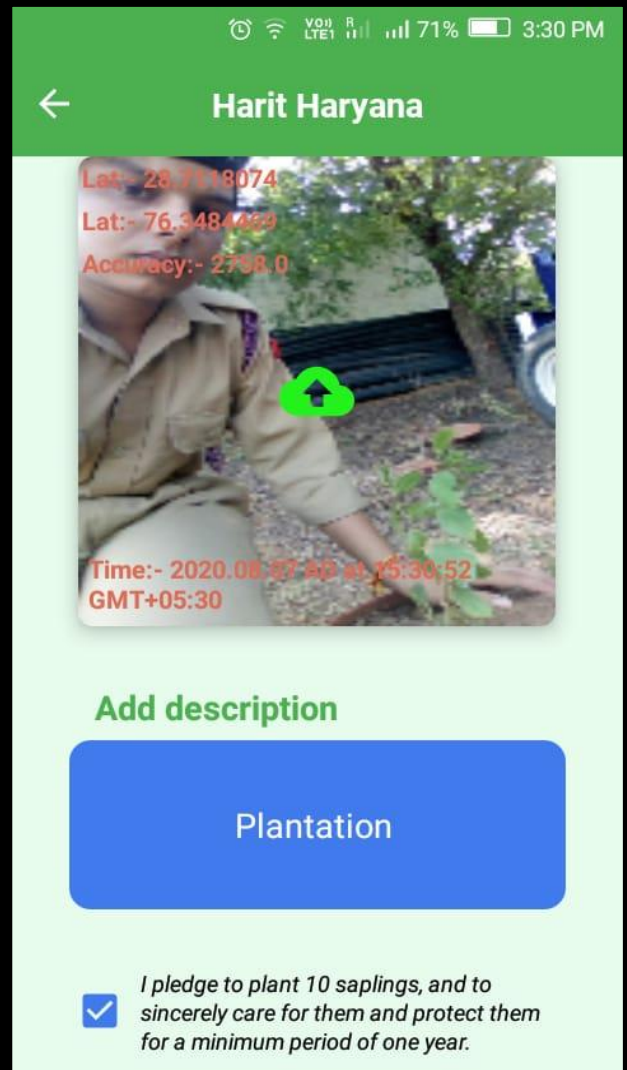 VoLTE1 R 71% 3:30 PM
Harit Haryana
Lat:- 28.7118074
Lat:- 76.3484469
Accuracy:- 2758.0
Time:- 2020.08.07 AD at 15:30:52
GMT+05:30
Add description
Plantation
I pledge to plant 10 saplings, and to
sincerely care for them and protect them
for a minimum period of one year.